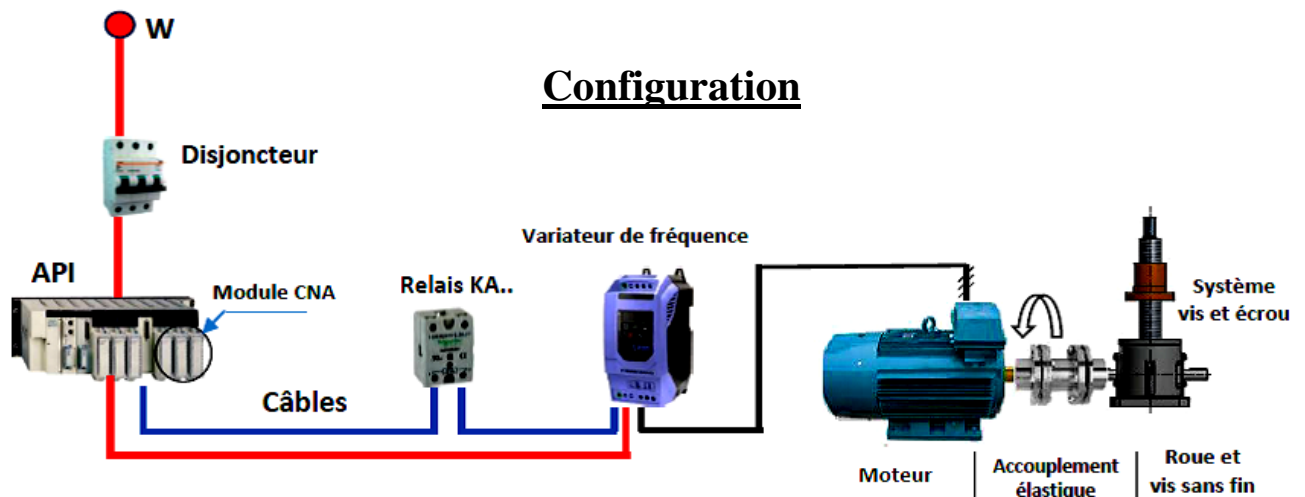 W
Configuration
Disjoncteur
Variateur de fréquence
API
Module CNA
Relais KA..
Système
vis et écrou
Câbles
Moteur
Accouplement
élastique
Roue et
vis sans fin